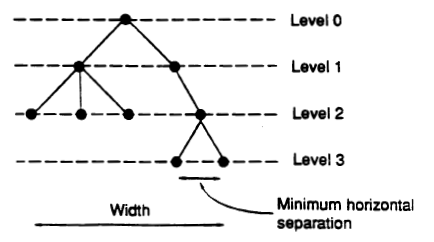 Level 0
Level 1
Level 2
Level 3
Width
Minimum horizontal
separation